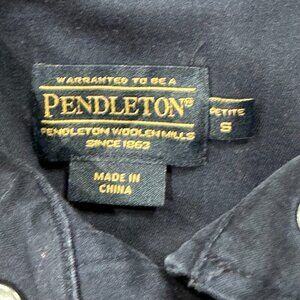 WARRANTED TO BE A
PENDLETON®
PENDLETON WOOLEN MILLS
SINCE 1863
PETITE
S
MADE IN
CHINA